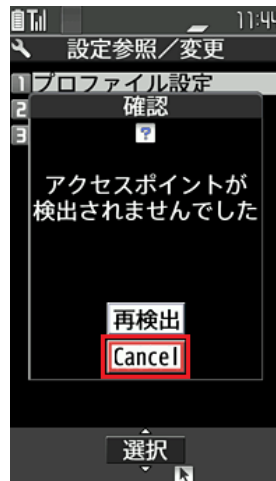 11:44
設定参照／変更
1 プロファイル設定
2
3
確認
?
アクセスポイントが
検出されませんでした
再検出
Cancel
選択